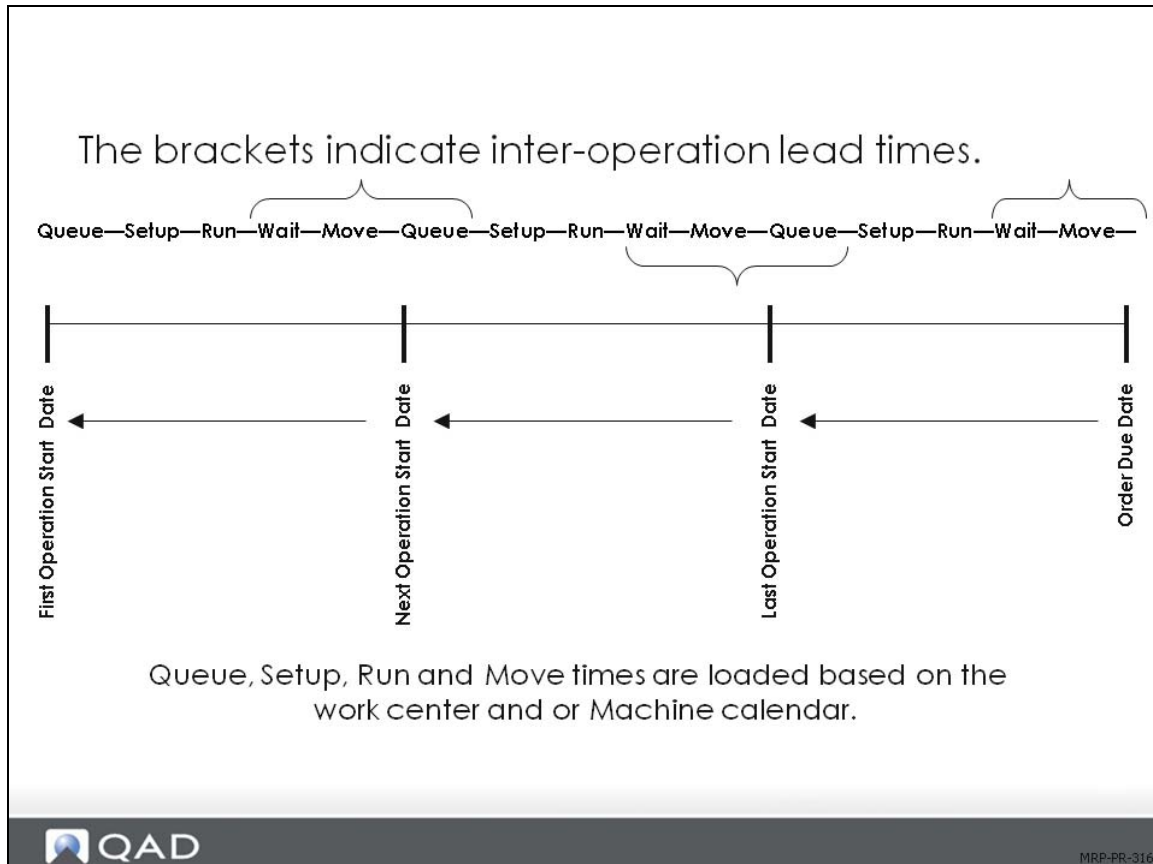 The brackets indicate inter-operation lead times.
Queue—Setup—Run—Wait—Move—Queue—Setup—Run—Wait—Move—Queue—Setup—Run—Wait—Move—
First Operation Start Date
Next Operation Start Date
Last Operation Start Date
Order Due Date
Queue, Setup, Run and Move times are loaded based on the
work center and or Machine calendar.
QAD
MRP-PR-316